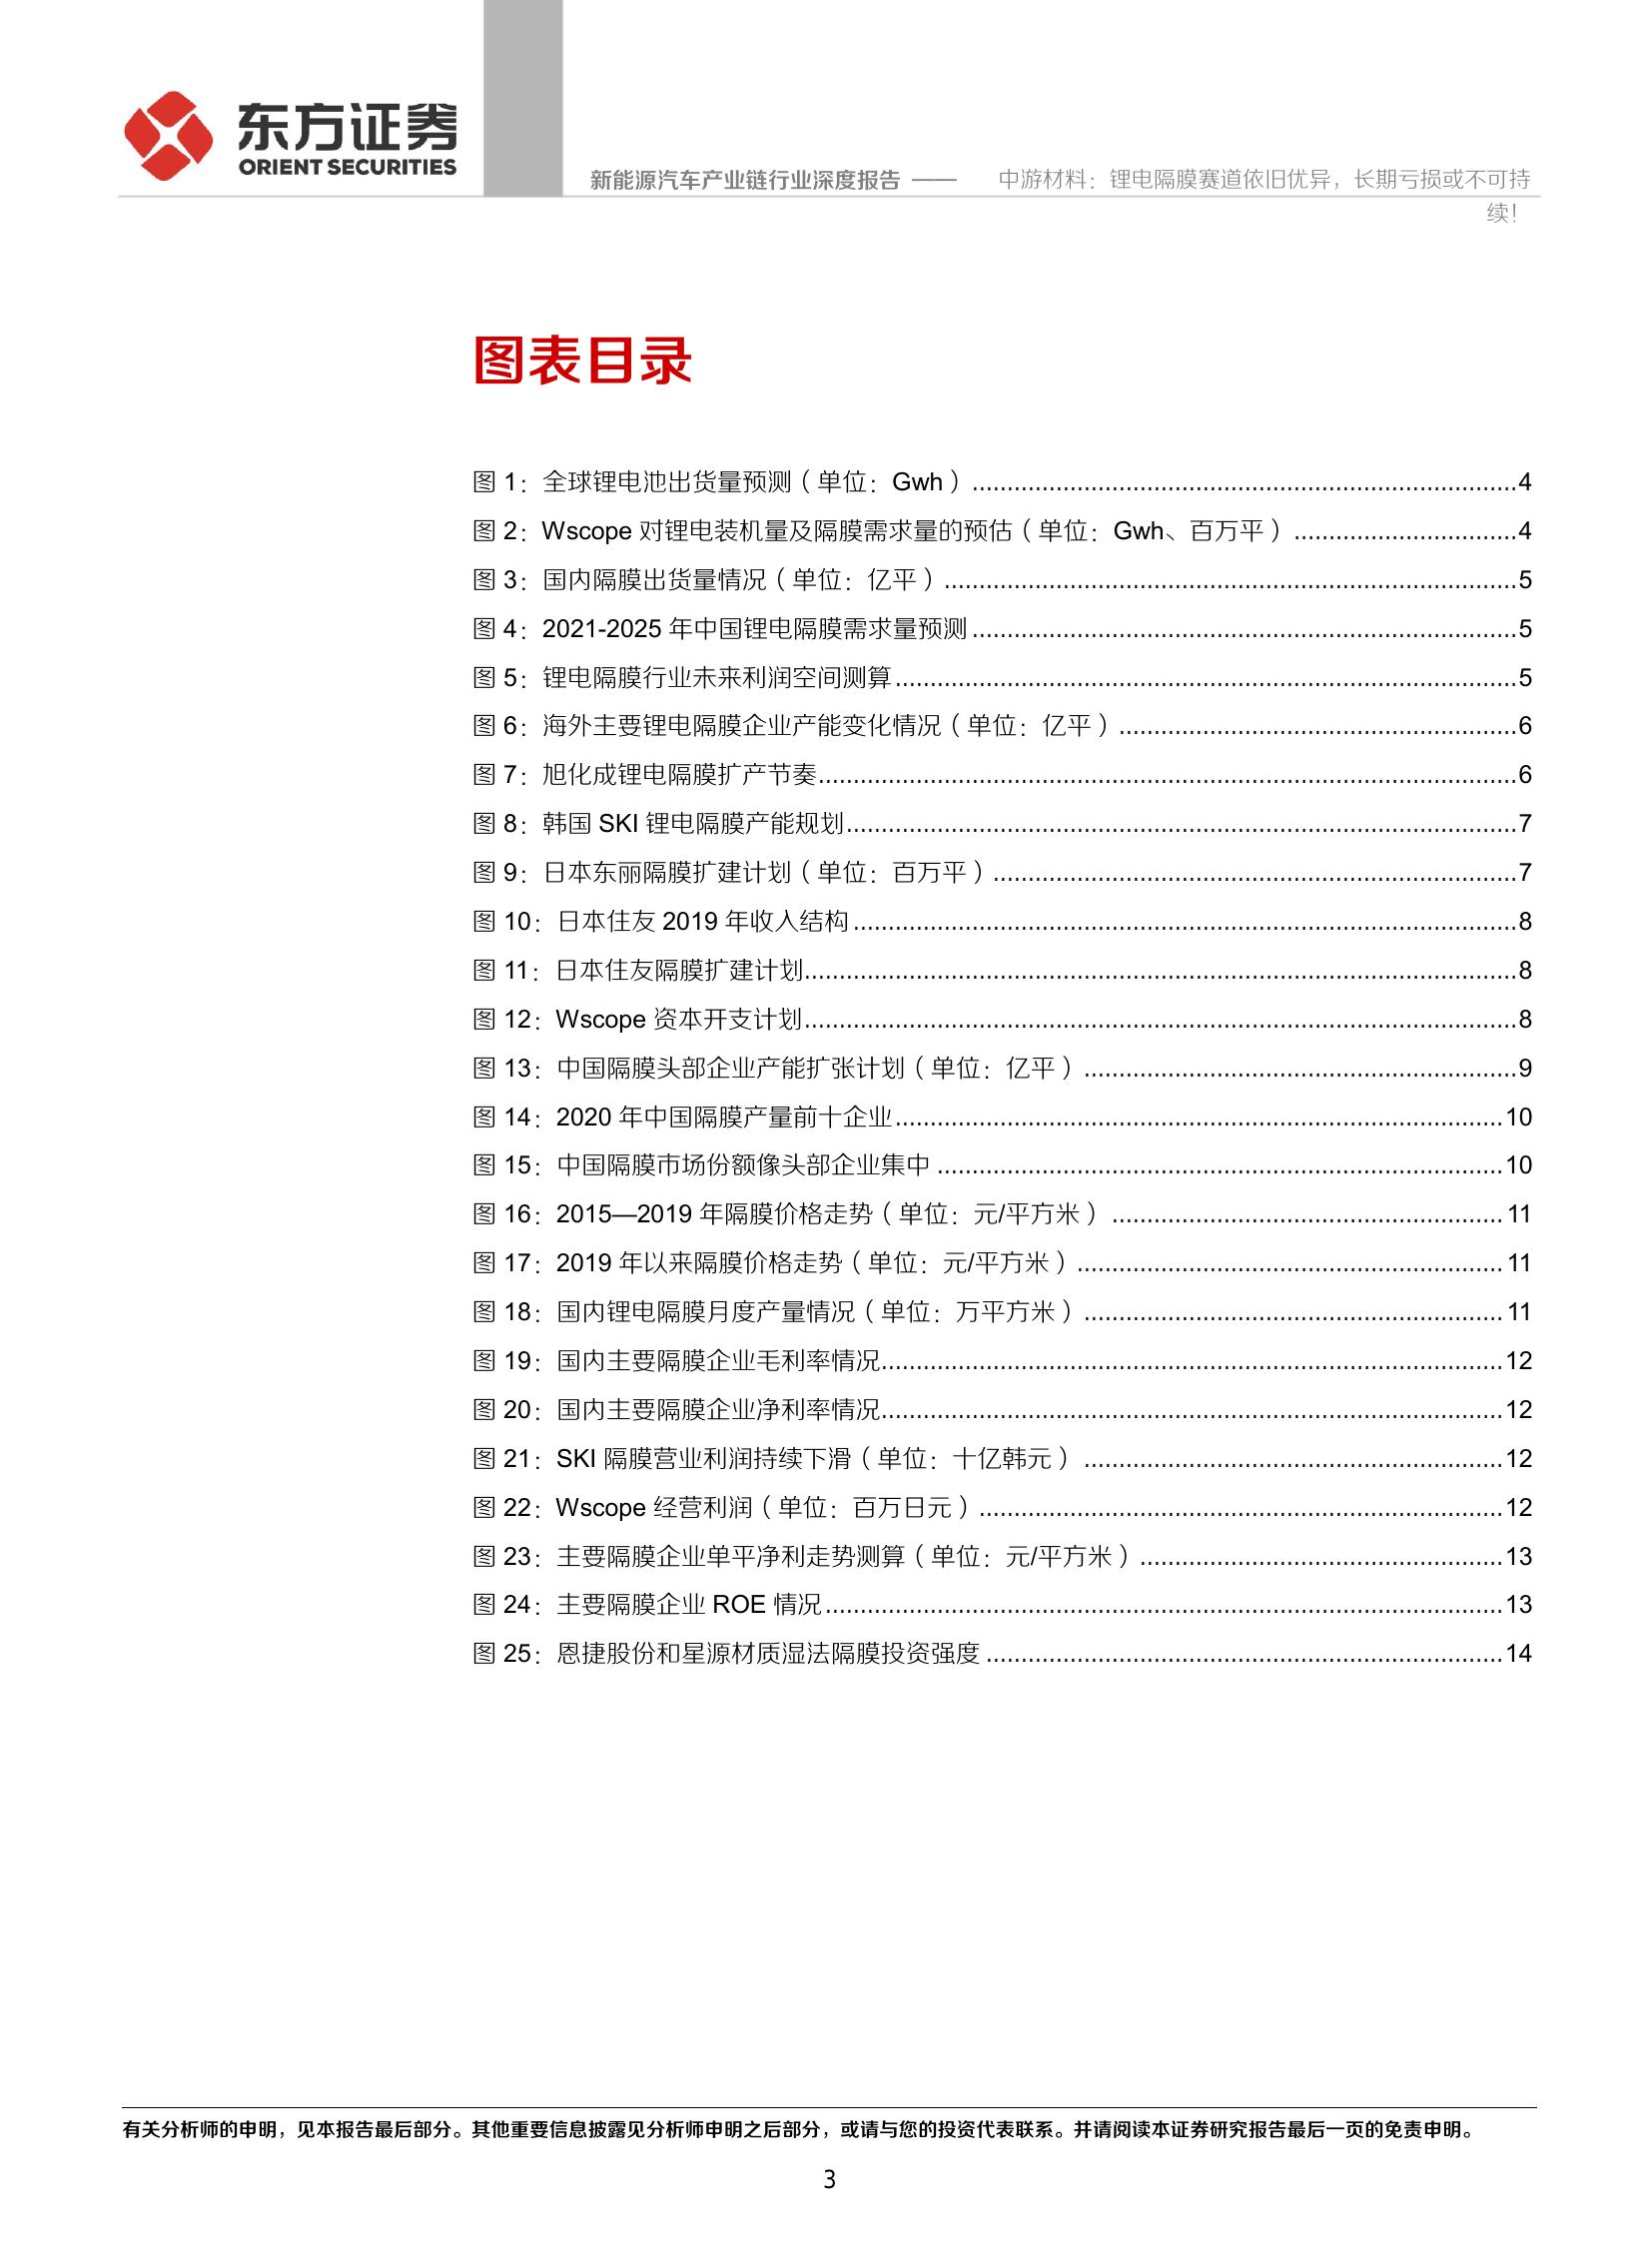 东方证券
ORIENT SECURITIES
新能源汽车产业链行业深度报告 —— 中游材料：锂电隔膜赛道依旧优异，长期亏损或不可持
续！
图表目录
图 1：全球锂电池出货量预测（单位：Gwh）..........4
图 2：Wscope 对锂电装机量及隔膜需求量的预估（单位：Gwh、百万平）..........4
图 3：国内隔膜出货量情况（单位：亿平）..........5
图 4：2021-2025 年中国锂电隔膜需求量预测..........5
图 5：锂电隔膜行业未来利润空间测算..........5
图 6：海外主要锂电隔膜企业产能变化情况（单位：亿平）..........6
图 7：旭化成锂电隔膜扩产节奏..........6
图 8：韩国 SKI 锂电隔膜产能规划..........7
图 9：日本东丽隔膜扩建计划（单位：百万平）..........7
图 10：日本住友 2019 年收入结构..........8
图 11：日本住友隔膜扩建计划..........8
图 12：Wscope 资本开支计划..........8
图 13：中国隔膜头部企业产能扩张计划（单位：亿平）..........9
图 14：2020 年中国隔膜产量前十企业..........10
图 15：中国隔膜市场份额像头部企业集中..........10
图 16：2015—2019 年隔膜价格走势（单位：元/平方米）..........11
图 17：2019 年以来隔膜价格走势（单位：元/平方米）..........11
图 18：国内锂电隔膜月度产量情况（单位：万平方米）..........11
图 19：国内主要隔膜企业毛利率情况..........12
图 20：国内主要隔膜企业净利率情况..........12
图 21：SKI 隔膜营业利润持续下滑（单位：十亿韩元）..........12
图 22：Wscope 经营利润（单位：百万日元）..........12
图 23：主要隔膜企业单平净利走势测算（单位：元/平方米）..........13
图 24：主要隔膜企业 ROE 情况..........13
图 25：恩捷股份和星源材质湿法隔膜投资强度..........14
有关分析师的申明，见本报告最后部分。其他重要信息披露见分析师申明之后部分，或请与您的投资代表联系。并请阅读本证券研究报告最后一页的免责申明。
3